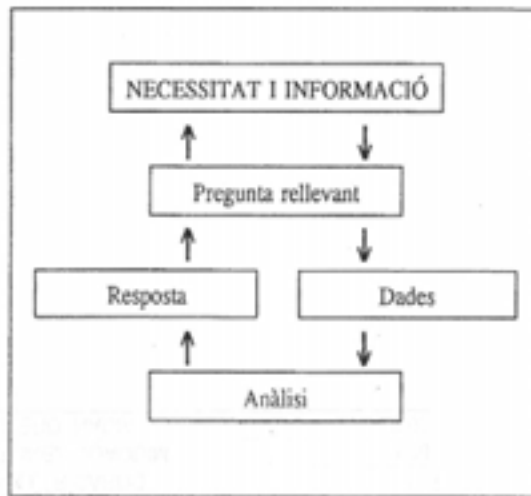 NECESSITAT I INFORMACIÓ
Pregunta rellevant
Resposta
Dades
Anàlisi